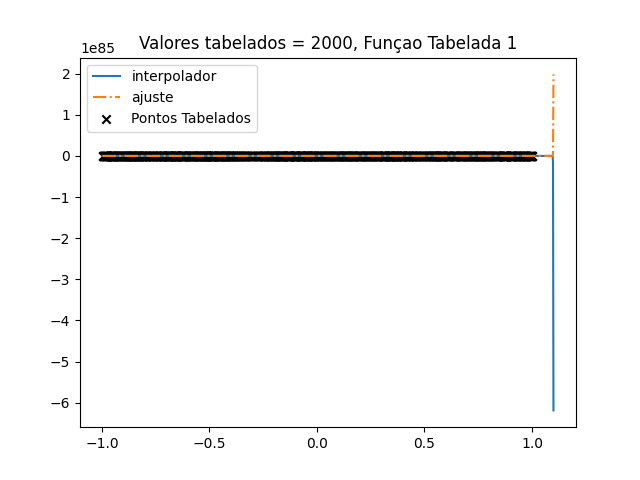 Valores tabelados = 2000, Funçao Tabelada 1
1e85
interpolador
ajuste
Pontos Tabelados
2
1
0
−1
−2
−3
−4
−5
−6
−1.0 −0.5 0.0 0.5 1.0